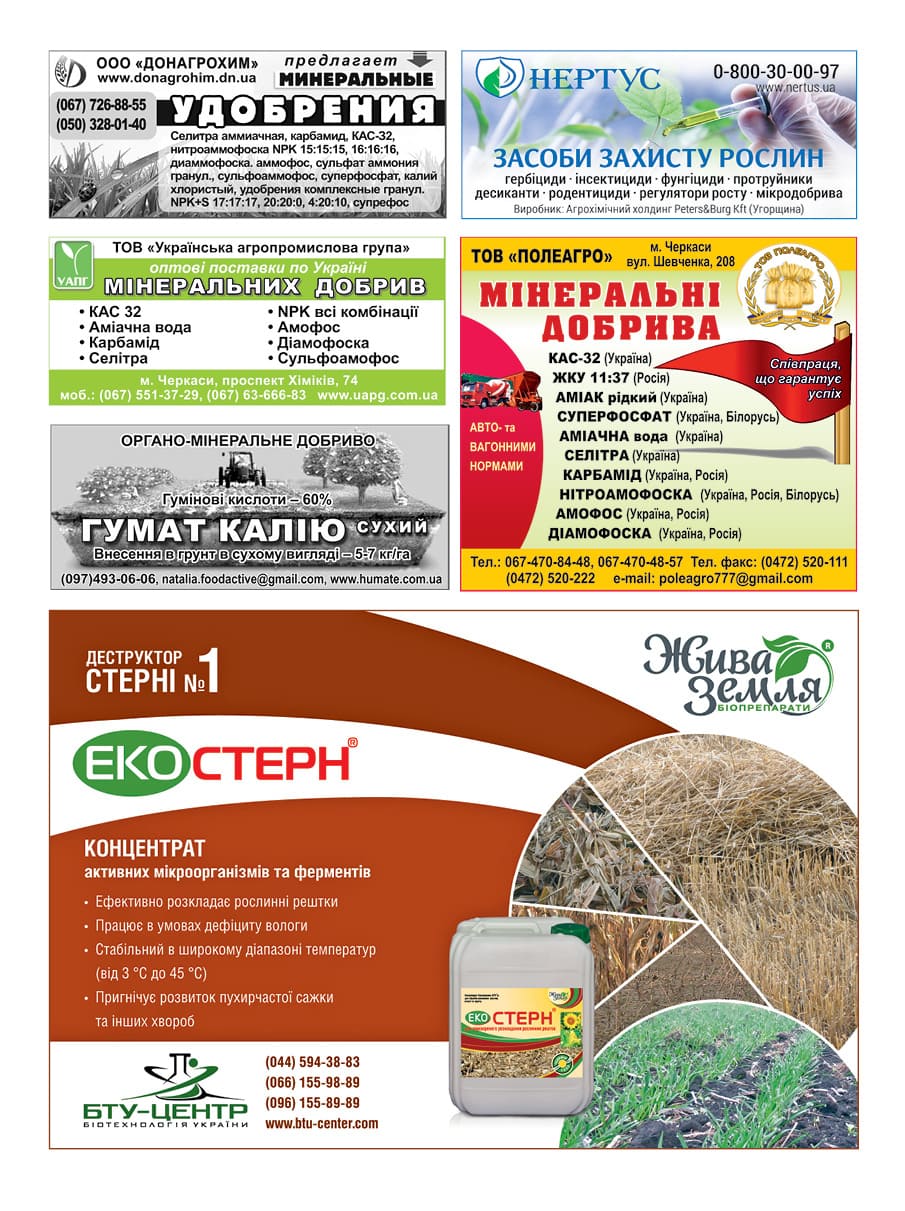 ООО «ДОНАГРОХИМ»
www.donagrohim.dn.ua
предлагает
МИНЕРАЛЬНЫЕ
(067) 726-88-55
(050) 328-01-40
УДОБРЕНИЯ
Селитра аммиачная, карбамид, КАС-32,
нитроаммофоска NPK 15:15:15, 16:16:16,
диаммофоска. аммофос, сульфат аммония
гранул., сульфоаммофос, суперфосфат, калий
хлористый, удобрения комплексные гранул.
NPK+S 17:17:17, 20:20:0, 4:20:10, супрефос
НЕРТУС
0-800-30-00-97
www.nertus.ua
ЗАСОБИ ЗАХИСТУ РОСЛИН
гербіциди · інсектициди · фунгіциди · протруйники
десиканти · родентициди · регулятори росту · мікродобрива
Виробник: Агрохімічний холдинг Peters&Burg Kft (Угорщина)
УАПГ
ТОВ «Українська агропромислова група»
оптові поставки по Україні
МІНЕРАЛЬНИХ ДОБРИВ
• КАС 32
• Аміачна вода
• Карбамід
• Селітра
• NPK всі комбінації
• Амофос
• Діамофоска
• Сульфоамофос
м. Черкаси, проспект Хіміків, 74
моб.: (067) 551-37-29, (067) 63-666-83 www.uapg.com.ua
ТОВ «ПОЛЕАГРО»
м. Черкаси
вул. Шевченка, 208
ТОВ ПОЛЕАГРО
МІНЕРАЛЬНІ
ДОБРИВА
КАС-32 (Україна)
ЖКУ 11:37 (Росія)
АМІАК рідкий (Україна)
СУПЕРФОСФАТ (Україна, Білорусь)
АМІАЧНА вода (Україна)
СЕЛІТРА (Україна)
КАРБАМІД (Україна, Росія)
НІТРОАМОФОСКА (Україна, Росія, Білорусь)
АМОФОС (Україна, Росія)
ДІАМОФОСКА (Україна, Росія)
Співпраця,
що гарантує
успіх
АВТО- та
ВАГОННИМИ
НОРМАМИ
Тел.: 067-470-84-48, 067-470-48-57 Тел. факс: (0472) 520-111
(0472) 520-222 e-mail: poleagro777@gmail.com
ОРГАНО-МІНЕРАЛЬНЕ ДОБРИВО
Гумінові кислоти – 60%
ГУМАТ КАЛІЮ СУХИЙ
Внесення в грунт в сухому вигляді – 5-7 кг/га
(097)493-06-06, natalia.foodactive@gmail.com, www.humate.com.ua
ДЕСТРУКТОР
СТЕРНІ №1
Жива
Земля
®
БІОПРЕПАРАТИ
ЕКОСТЕРН®
КОНЦЕНТРАТ
активних мікроорганізмів та ферментів
• Ефективно розкладає рослинні рештки
• Працює в умовах дефіциту вологи
• Стабільний в широкому діапазоні температур
(від 3 °С до 45 °С)
• Пригнічує розвиток пухирчастої сажки
та інших хвороб
Жива
Земля
ЕКОСТЕРН
БТУ-ЦЕНТР
БІОТЕХНОЛОГІЯ УКРАЇНИ
(044) 594-38-83
(066) 155-98-89
(096) 155-89-89
www.btu-center.com